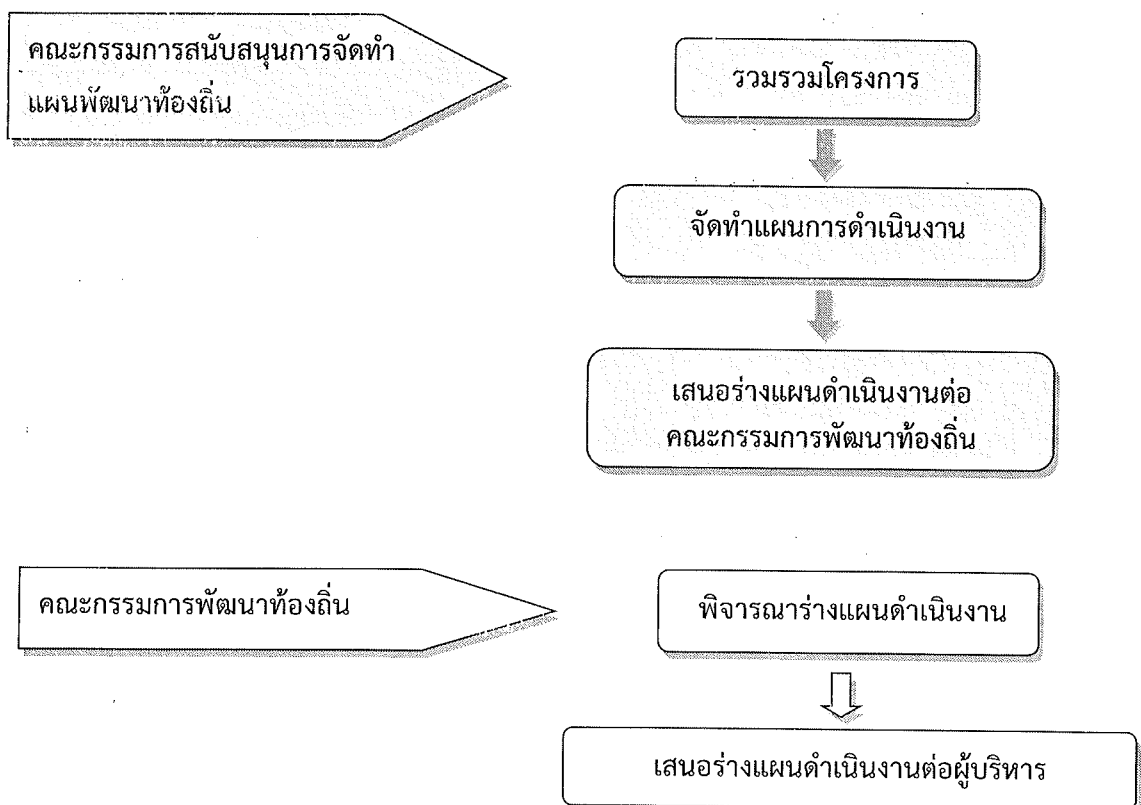 คณะกรรมการสนับสนุนการจัดทำ
แผนพัฒนาท้องถิ่น
รวมรวมโครงการ
จัดทำแผนการดำเนินงาน
เสนอร่างแผนดำเนินงานต่อ
คณะกรรมการพัฒนาท้องถิ่น
คณะกรรมการพัฒนาท้องถิ่น
พิจารณาร่างแผนดำเนินงาน
เสนอร่างแผนดำเนินงานต่อผู้บริหาร